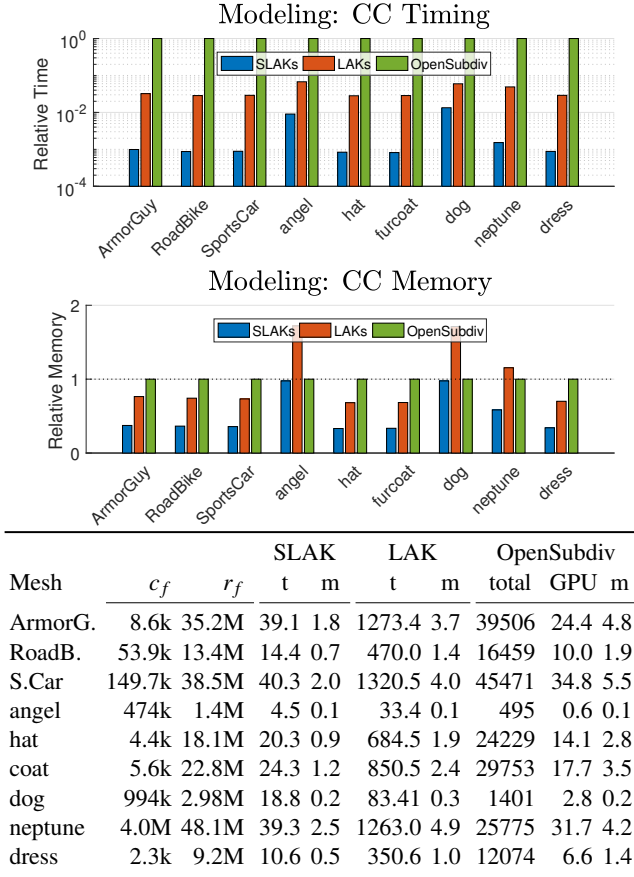 Modeling: CC Timing
10^0
10^-2
10^-4
Relative Time
SLAKs LAKs OpenSubdiv
ArmorGuy RoadBike SportsCar angel hat furcoat dog neptune dress
Modeling: CC Memory
2
1
0
Relative Memory
SLAKs LAKs OpenSubdiv
ArmorGuy RoadBike SportsCar angel hat furcoat dog neptune dress
SLAK LAK OpenSubdiv
Mesh c_f r_f t m t m total GPU m
ArmorG. 8.6k 35.2M 39.1 1.8 1273.4 3.7 39506 24.4 4.8
RoadB. 53.9k 13.4M 14.4 0.7 470.0 1.4 16459 10.0 1.9
S.Car 149.7k 38.5M 40.3 2.0 1320.5 4.0 45471 34.8 5.5
angel 474k 1.4M 4.5 0.1 33.4 0.1 495 0.6 0.1
hat 4.4k 18.1M 20.3 0.9 684.5 1.9 24229 14.1 2.8
coat 5.6k 22.8M 24.3 1.2 850.5 2.4 29753 17.7 3.5
dog 994k 2.98M 18.8 0.2 83.41 0.3 1401 2.8 0.2
neptune 4.0M 48.1M 39.3 2.5 1263.0 4.9 25775 31.7 4.2
dress 2.3k 9.2M 10.6 0.5 350.6 1.0 12074 6.6 1.4